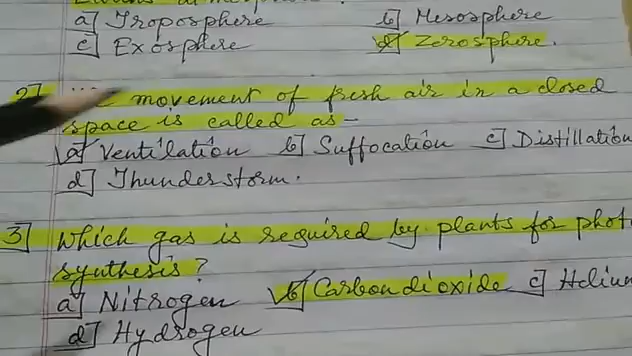 a] Troposphere b] Mesosphere
c] Exosphere d] Zerosphere.
2] movement of fresh air in a closed
space is called as –
a] Ventilation b] Suffocation c] Distillation
d] Thunderstorm.
3] Which gas is required by plants for phot
synthesis?
a] Nitrogen b] Carbondioxide c] Helium
d] Hydrogen